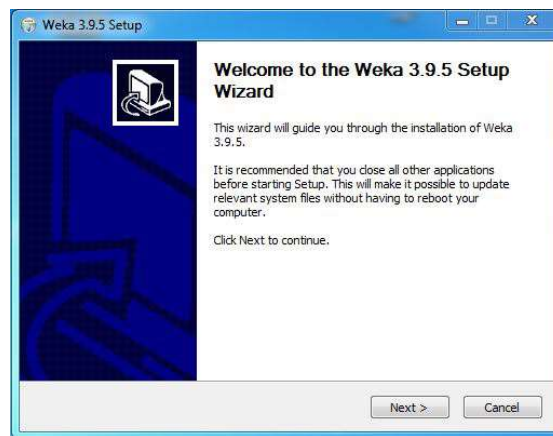 Weka 3.9.5 Setup
Welcome to the Weka 3.9.5 Setup
Wizard
This wizard will guide you through the installation of Weka
3.9.5.
It is recommended that you close all other applications
before starting Setup. This will make it possible to update
relevant system files without having to reboot your
computer.
Click Next to continue.
Next >
Cancel